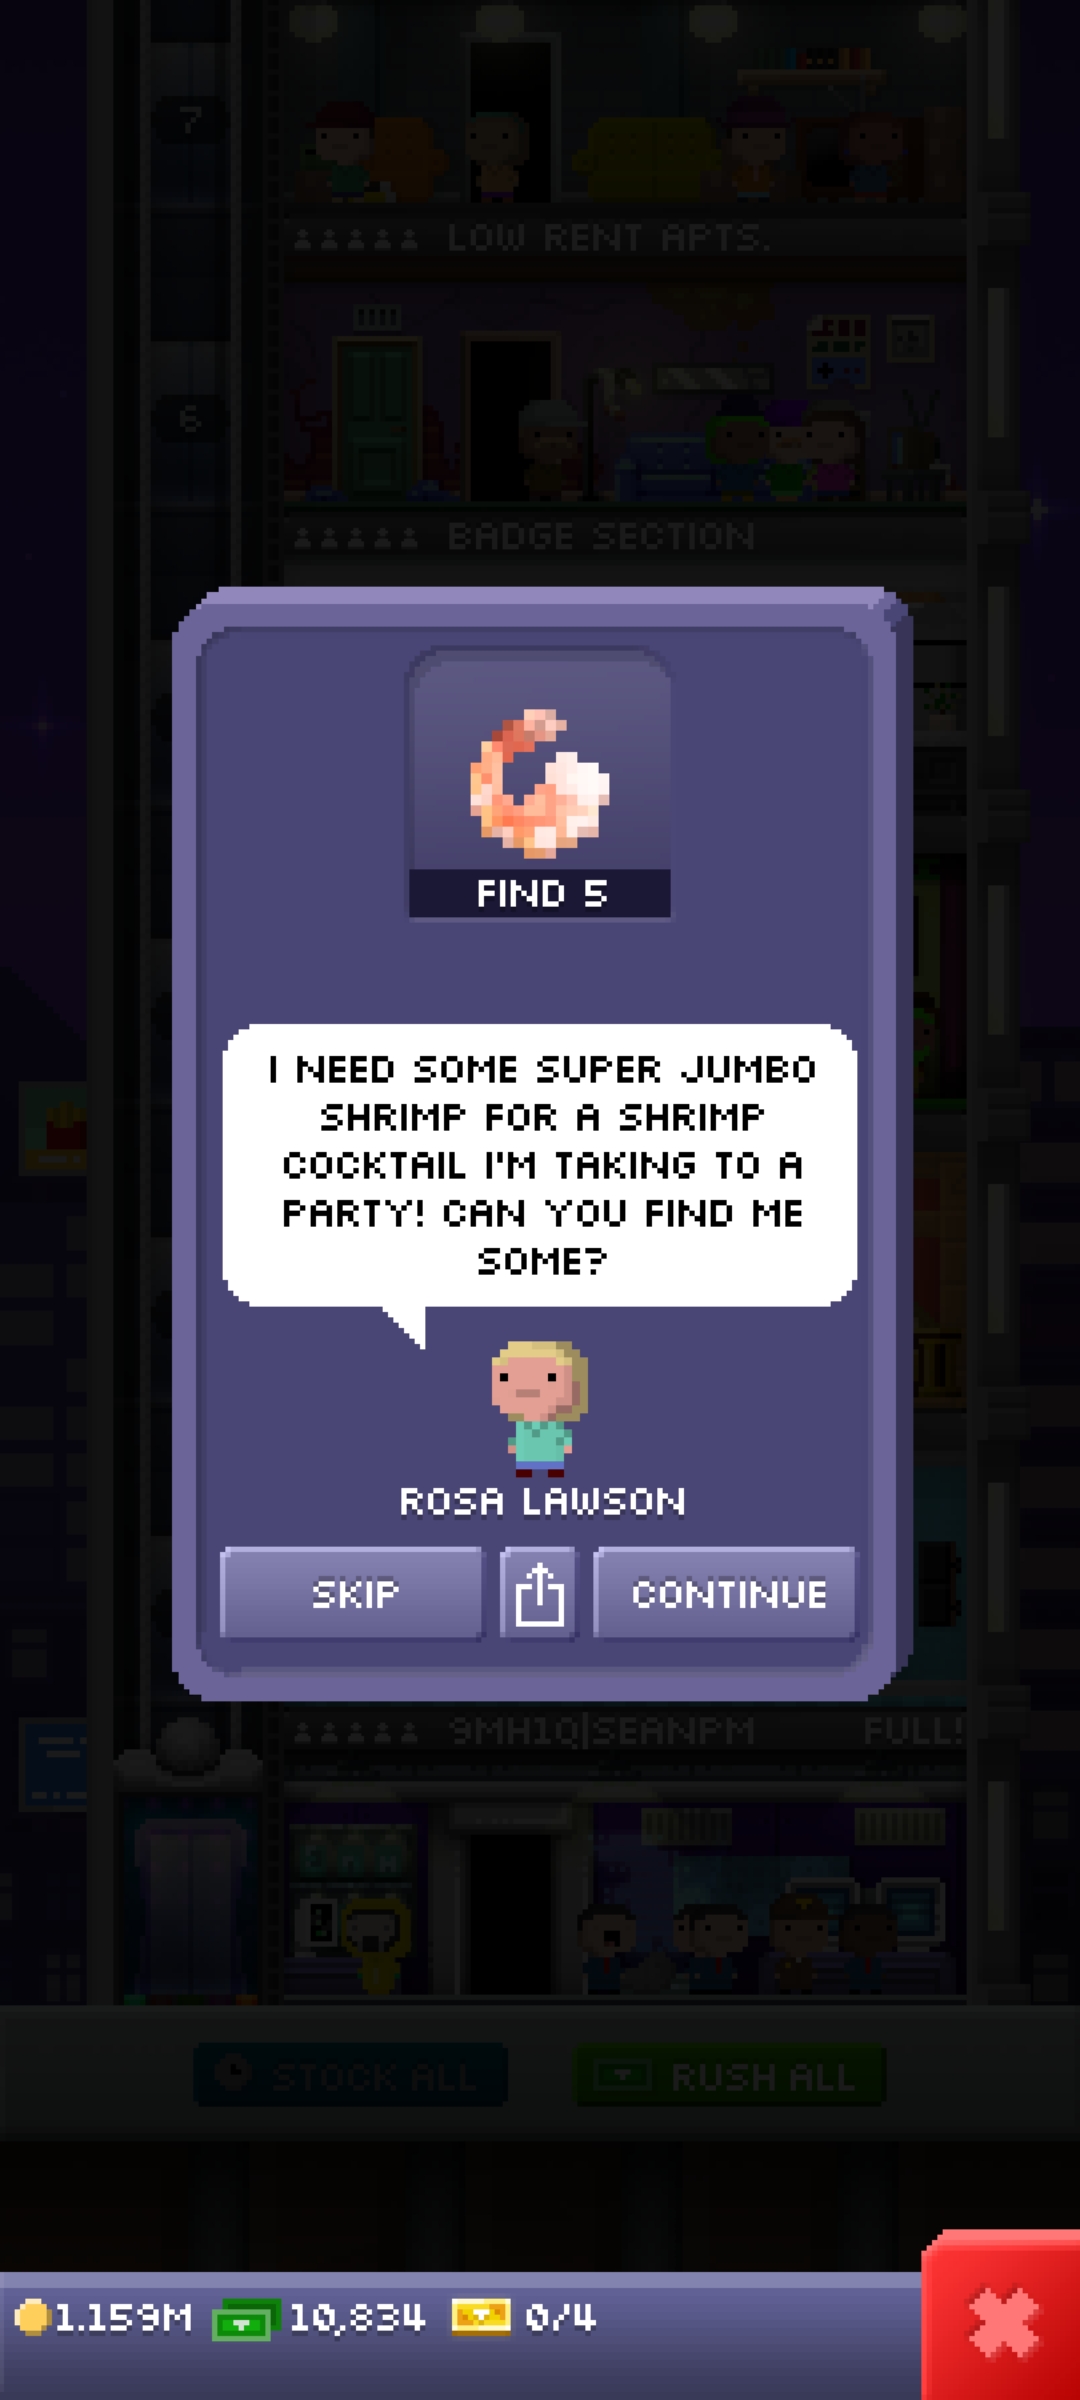 7
LOW RENT APTS.
6
BADGE SECTION
FIND 5
I NEED SOME SUPER JUMBO
SHRIMP FOR A SHRIMP
COCKTAIL I'M TAKING TO A
PARTY! CAN YOU FIND ME
SOME?
ROSA LAWSON
SKIP
CONTINUE
9MH1Q|SEANPM FULL!
STOCK ALL
RUSH ALL
1.159M 10,834 0/4